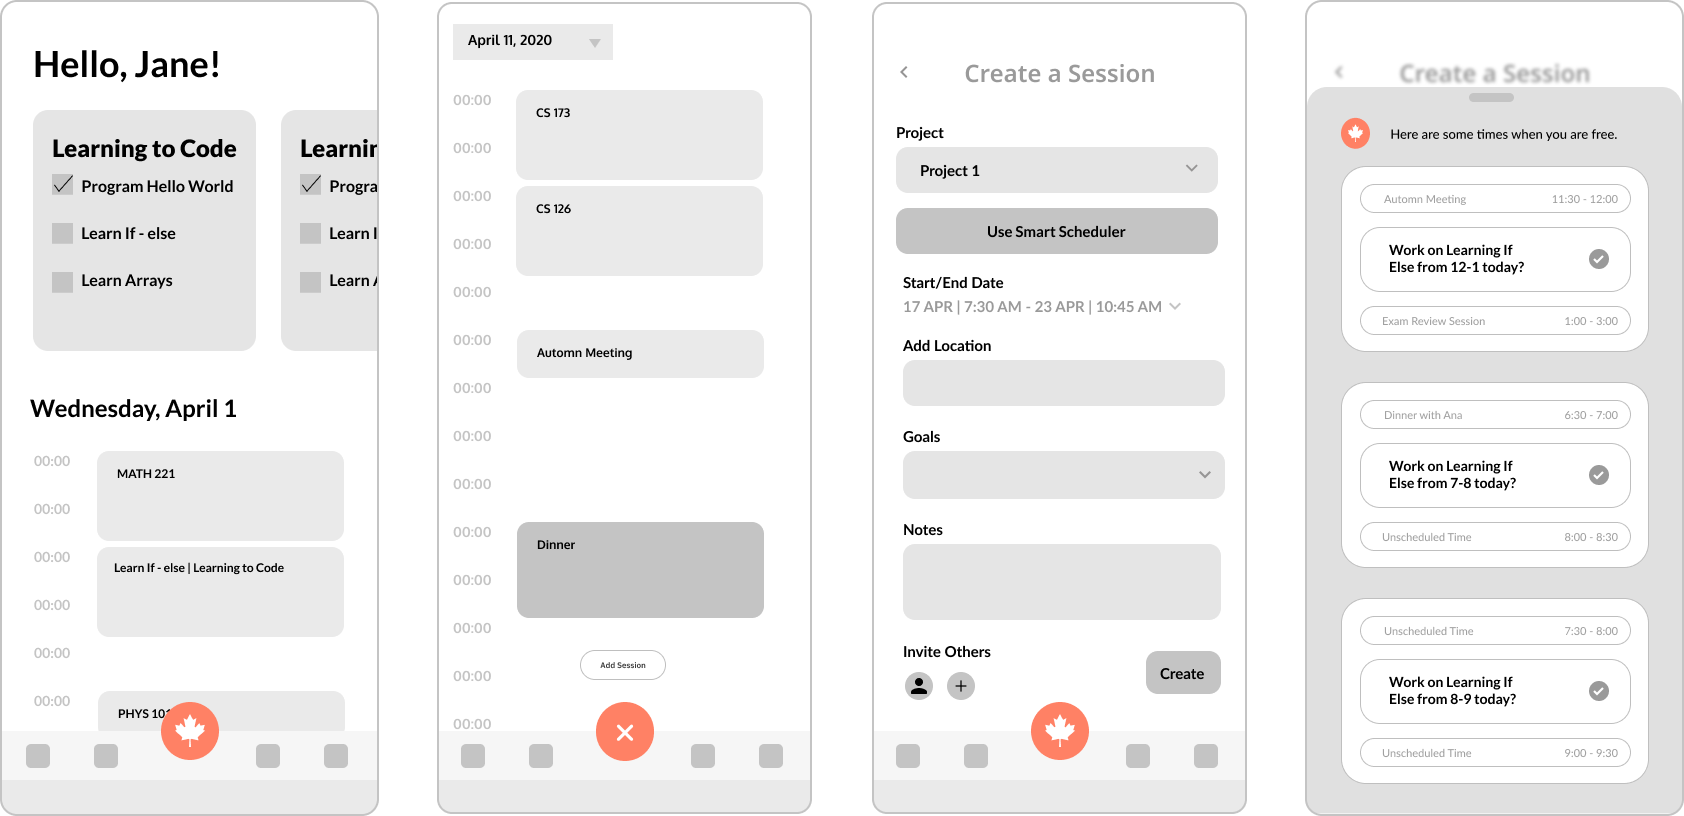 Hello, Jane!
Learning to Code
Program Hello World
Learn If - else
Learn Arrays
Learnin
Progra
Learn I
Learn A
Wednesday, April 1
00:00
MATH 221
00:00
00:00
Learn If - else | Learning to Code
00:00
00:00
00:00
PHYS 101
April 11, 2020
00:00
CS 173
00:00
00:00
CS 126
00:00
00:00
00:00
Automn Meeting
00:00
00:00
00:00
00:00
Dinner
00:00
00:00
Add Session
00:00
00:00
Create a Session
Project
Project 1
Use Smart Scheduler
Start/End Date
17 APR | 7:30 AM - 23 APR | 10:45 AM
Add Location
Goals
Notes
Invite Others
Create
Create a Session
Here are some times when you are free.
Automn Meeting 11:30 - 12:00
Work on Learning If
Else from 12-1 today?
Exam Review Session 1:00 - 3:00
Dinner with Ana 6:30 - 7:00
Work on Learning If
Else from 7-8 today?
Unscheduled Time 8:00 - 8:30
Unscheduled Time 7:30 - 8:00
Work on Learning If
Else from 8-9 today?
Unscheduled Time 9:00 - 9:30